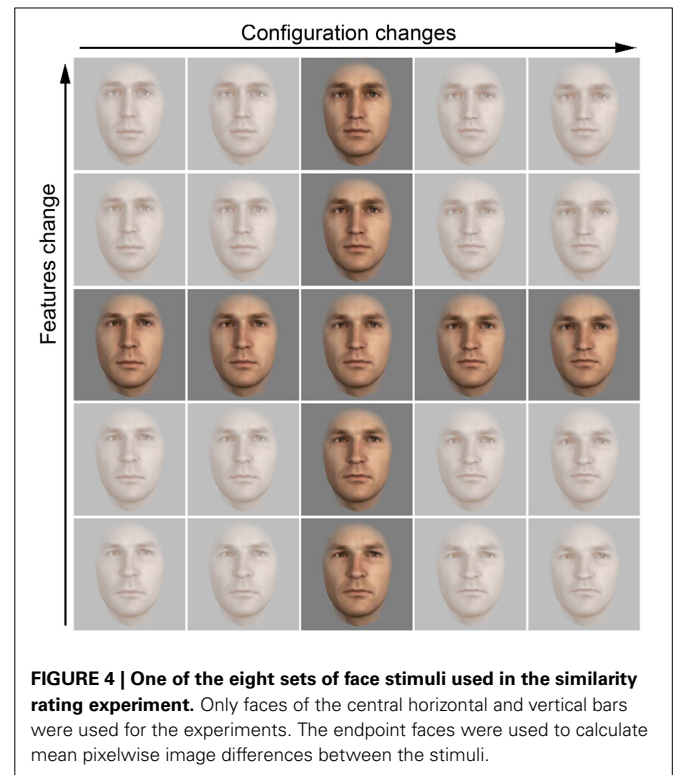 Configuration changes
Features change
FIGURE 4 | One of the eight sets of face stimuli used in the similarity
rating experiment. Only faces of the central horizontal and vertical bars
were used for the experiments. The endpoint faces were used to calculate
mean pixelwise image differences between the stimuli.